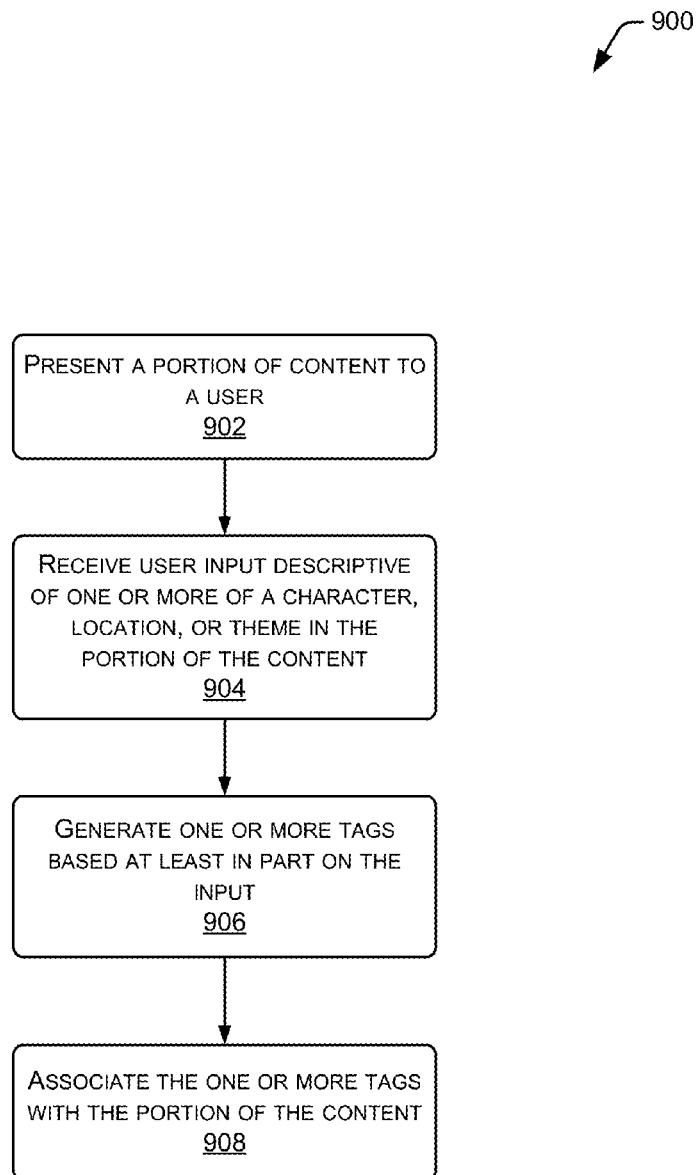 900
PRESENT A PORTION OF CONTENT TO
A USER
902
RECEIVE USER INPUT DESCRIPTIVE
OF ONE OR MORE OF A CHARACTER,
LOCATION, OR THEME IN THE
PORTION OF THE CONTENT
904
GENERATE ONE OR MORE TAGS
BASED AT LEAST IN PART ON THE
INPUT
906
ASSOCIATE THE ONE OR MORE TAGS
WITH THE PORTION OF THE CONTENT
908